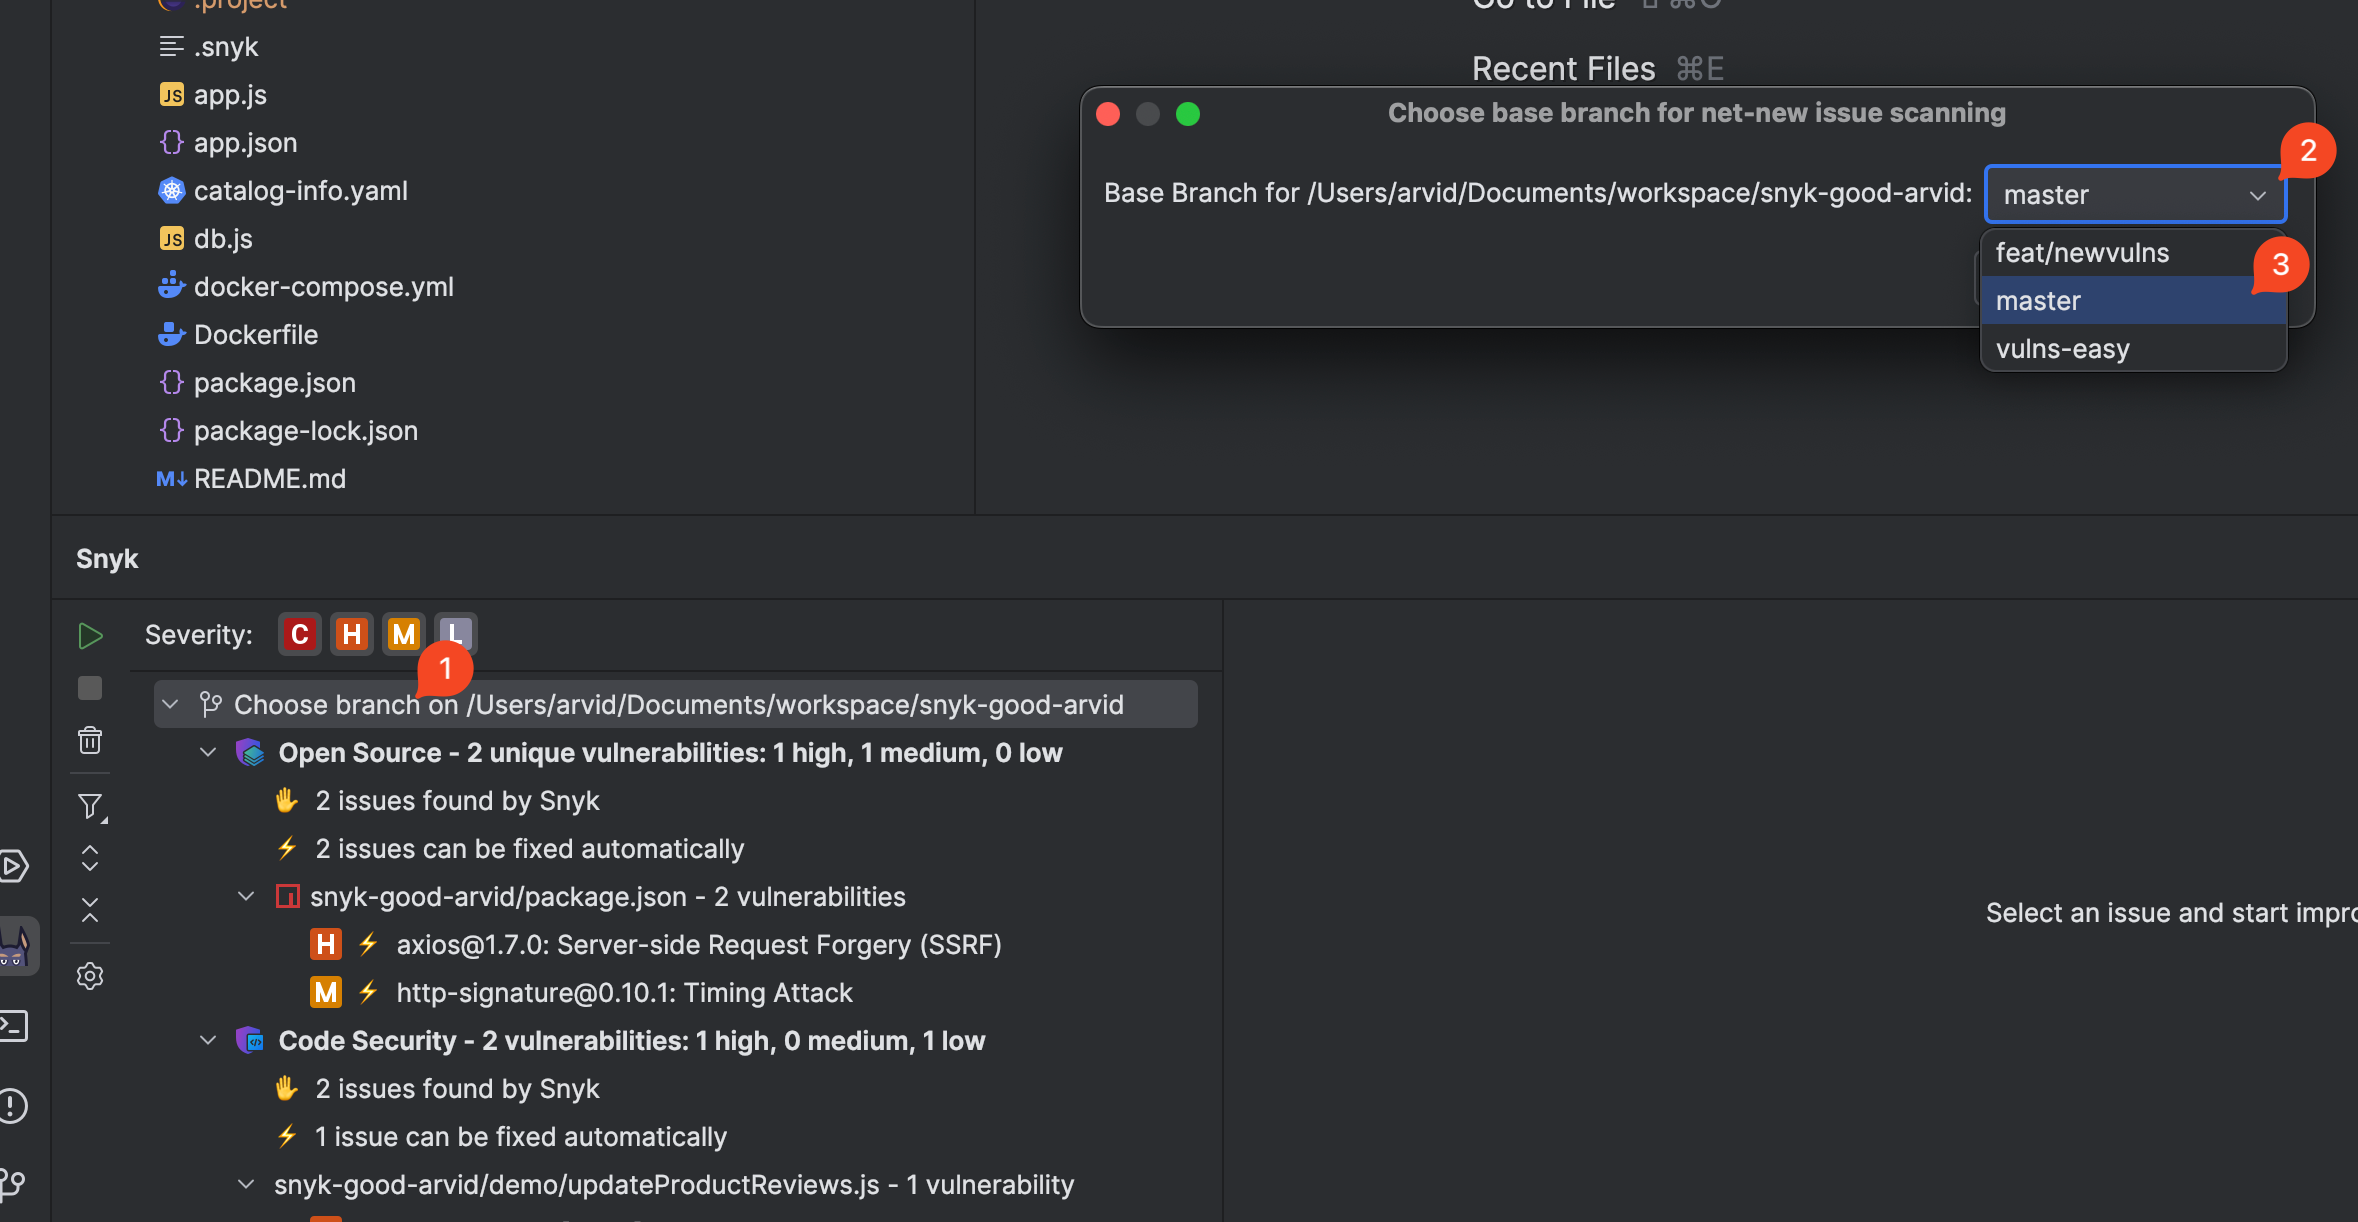 .project
.snyk
JS app.js
{} app.json
catalog-info.yaml
JS db.js
docker-compose.yml
Dockerfile
{} package.json
{} package-lock.json
M↓ README.md
Go to File ⇧⌘O
Recent Files ⌘E
Choose base branch for net-new issue scanning
Base Branch for /Users/arvid/Documents/workspace/snyk-good-arvid: master
2
feat/newvulns
3
master
vulns-easy
Snyk
Severity: C H M L
1
Choose branch on /Users/arvid/Documents/workspace/snyk-good-arvid
Open Source - 2 unique vulnerabilities: 1 high, 1 medium, 0 low
2 issues found by Snyk
2 issues can be fixed automatically
snyk-good-arvid/package.json - 2 vulnerabilities
H axios@1.7.0: Server-side Request Forgery (SSRF)
M http-signature@0.10.1: Timing Attack
Code Security - 2 vulnerabilities: 1 high, 0 medium, 1 low
2 issues found by Snyk
1 issue can be fixed automatically
snyk-good-arvid/demo/updateProductReviews.js - 1 vulnerability
Select an issue and start